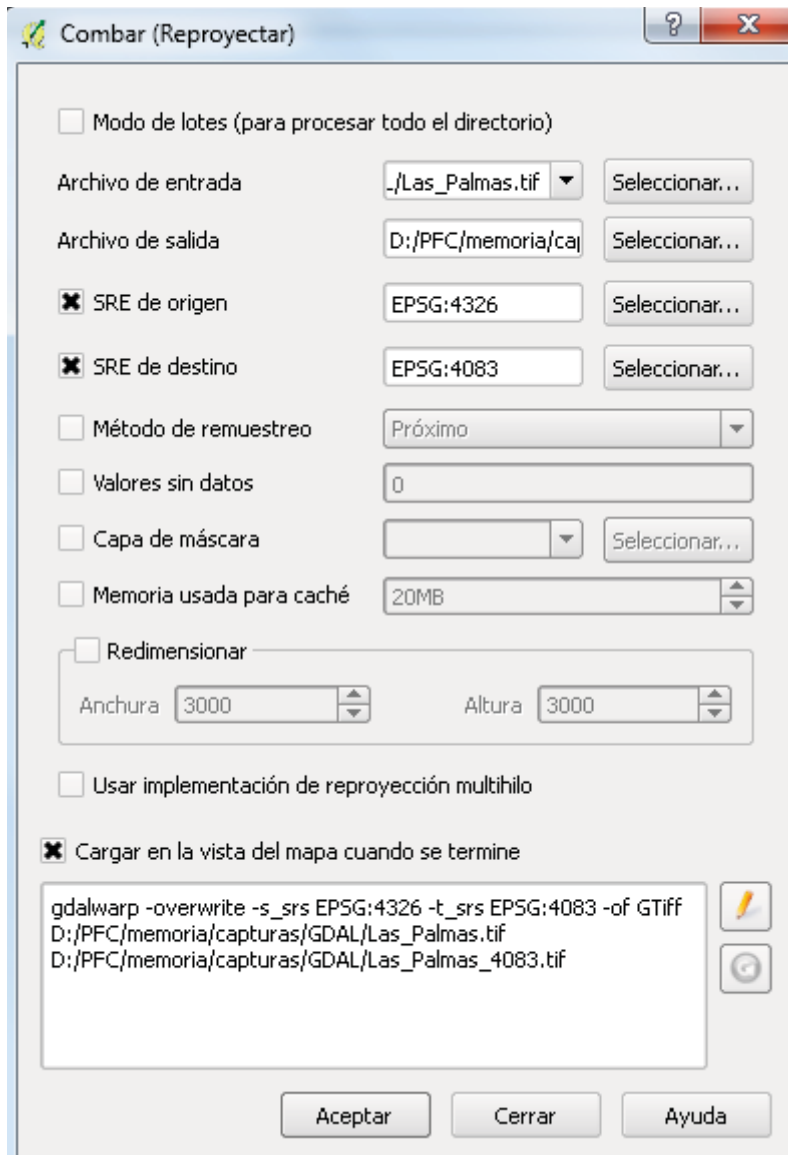 Combar (Reproyectar)
Modo de lotes (para procesar todo el directorio)
Archivo de entrada ./Las_Palmas.tif Seleccionar...
Archivo de salida D:/PFC/memoria/cap Seleccionar...
SRE de origen EPSG:4326 Seleccionar...
SRE de destino EPSG:4083 Seleccionar...
Método de remuestreo Próximo
Valores sin datos 0
Capa de máscara Seleccionar...
Memoria usada para caché 20MB
Redimensionar
Anchura 3000 Altura 3000
Usar implementación de reproyección multihilo
Cargar en la vista del mapa cuando se termine
gdalwarp -overwrite -s_srs EPSG:4326 -t_srs EPSG:4083 -of GTiff
D:/PFC/memoria/capturas/GDAL/Las_Palmas.tif
D:/PFC/memoria/capturas/GDAL/Las_Palmas_4083.tif
Aceptar Cerrar Ayuda